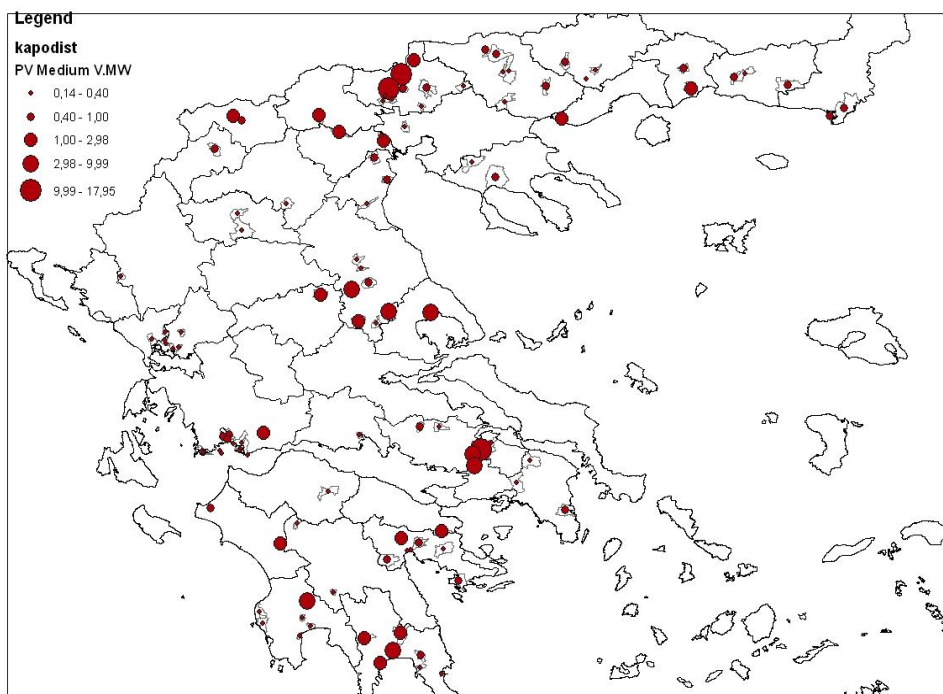 Legend
kapodist
PV Medium V.MW
0,14 - 0,40
0,40 - 1,00
1,00 - 2,98
2,98 - 9,99
9,99 - 17,95